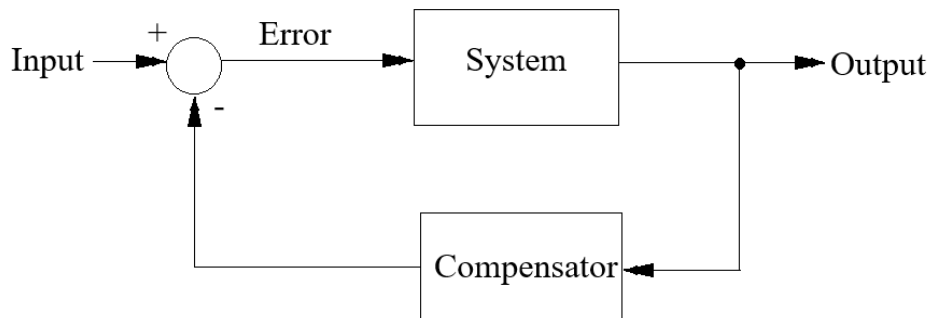 +
Input
Error
System
Output
-
Compensator